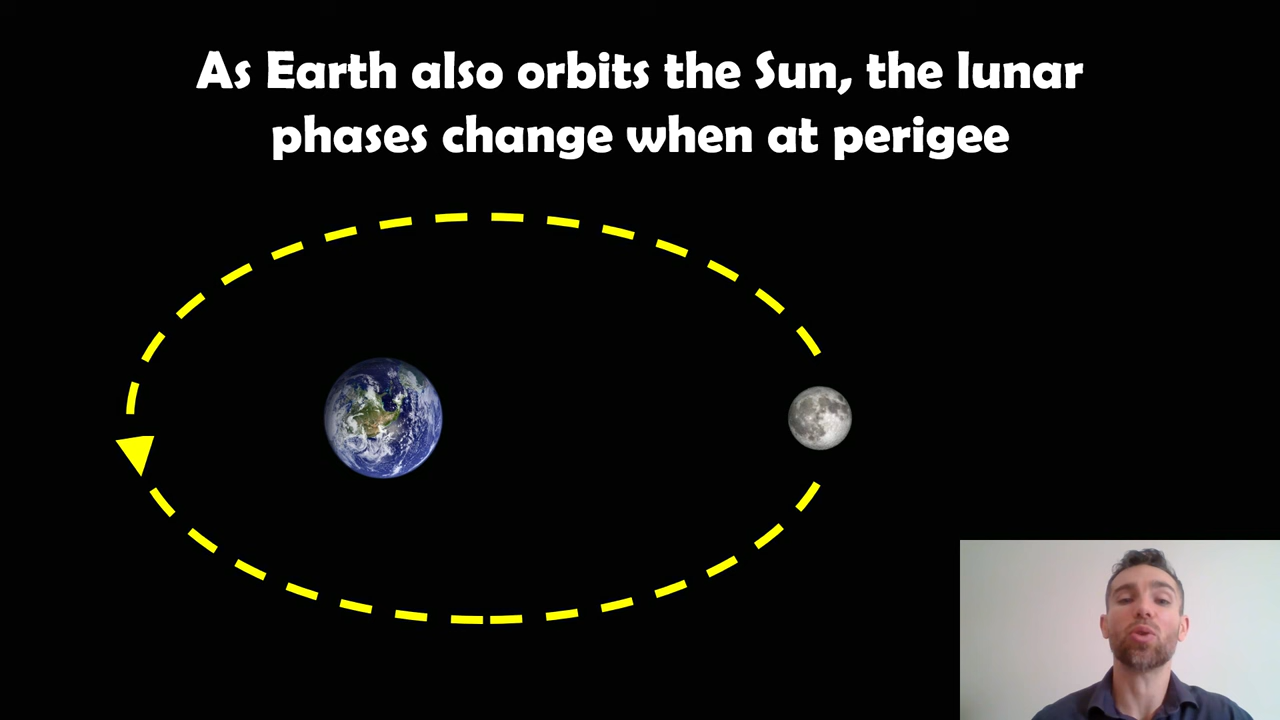 As Earth also orbits the Sun, the lunar
phases change when at perigee